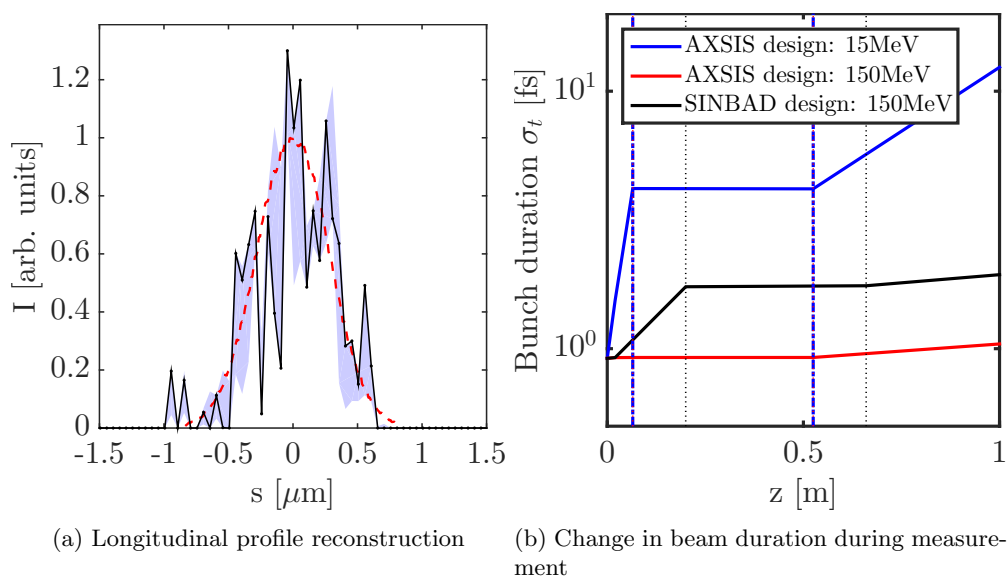 I [arb. units]
1.2
1
0.8
0.6
0.4
0.2
0
-1.5
-1
-0.5
0
0.5
1
1.5
s [μm]
(a) Longitudinal profile reconstruction
Bunch duration σt [fs]
10^1
10^0
AXSIS design: 15MeV
AXSIS design: 150MeV
SINBAD design: 150MeV
0
0.5
1
z [m]
(b) Change in beam duration during measure-
ment